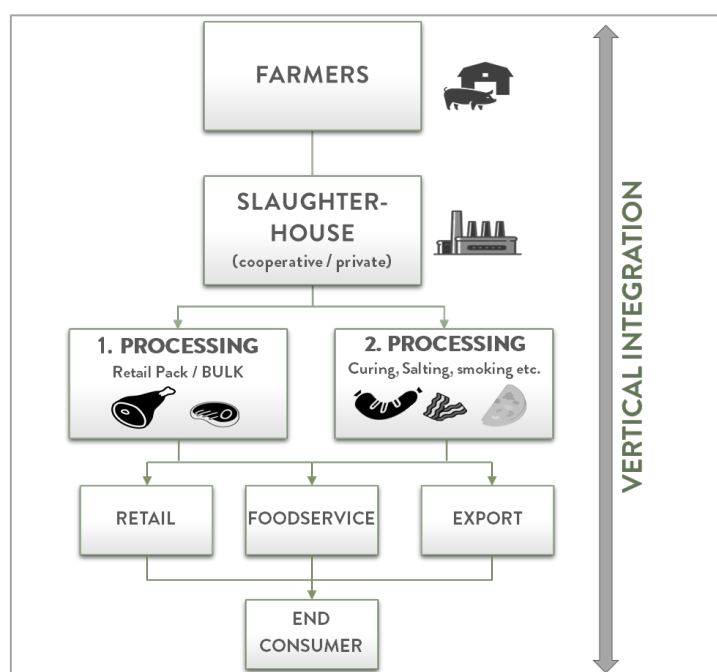 FARMERS
SLAUGHTER-
HOUSE
(cooperative / private)
1. PROCESSING
Retail Pack / BULK
2. PROCESSING
Curing, Salting, smoking etc.
RETAIL
FOODSERVICE
EXPORT
END
CONSUMER
VERTICAL INTEGRATION